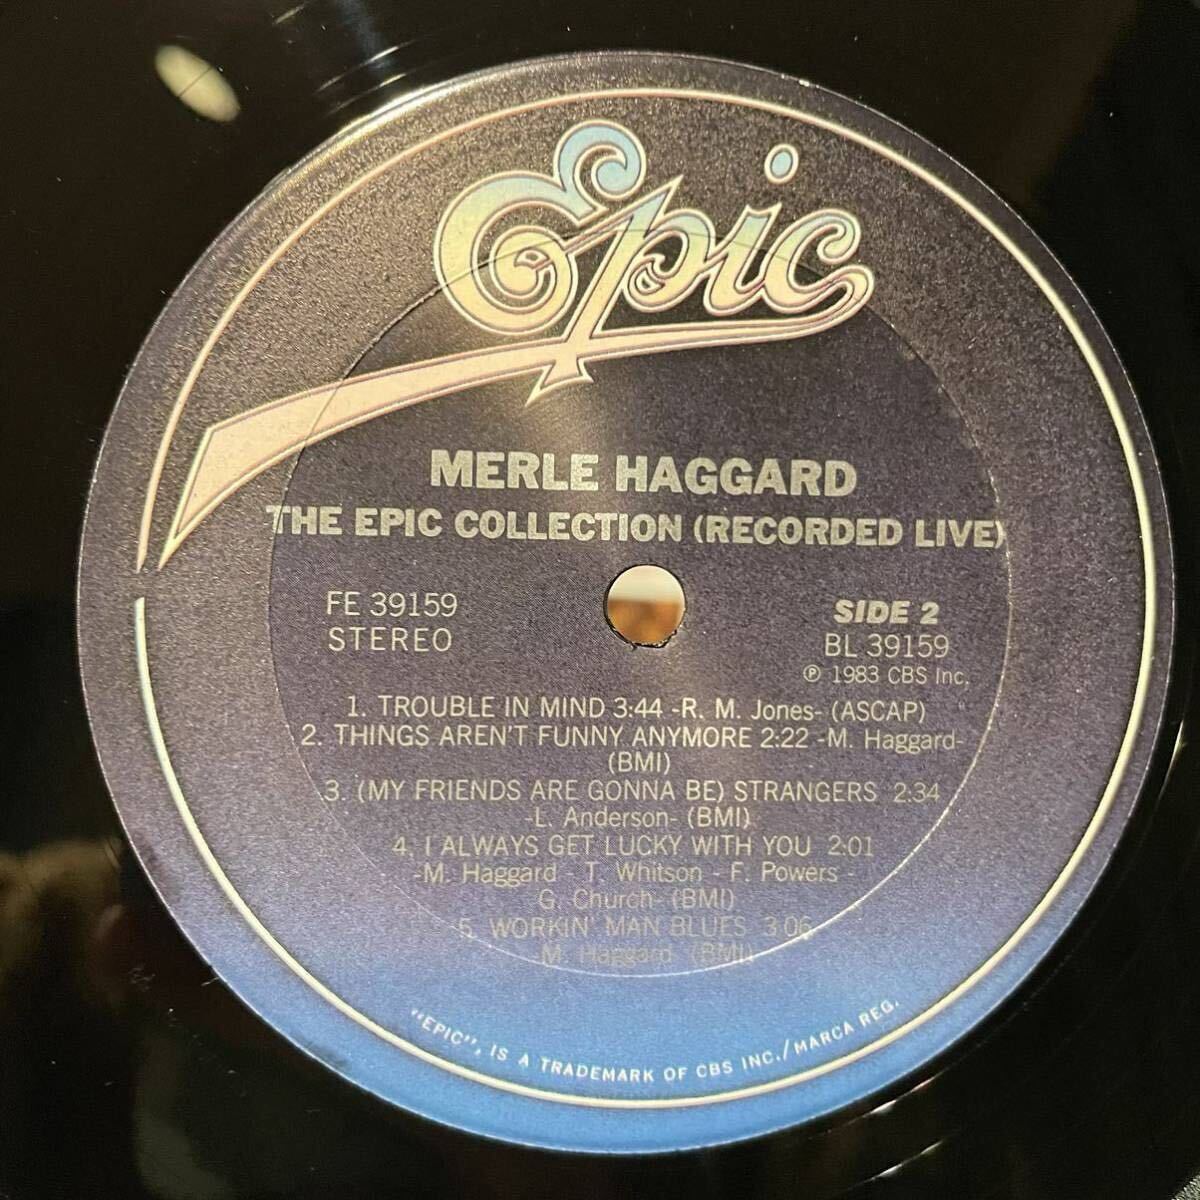 Epic
MERLE HAGGARD
THE EPIC COLLECTION (RECORDED LIVE)
FE 39159
STEREO
SIDE 2
BL 39159
℗ 1983 CBS Inc.
1. TROUBLE IN MIND 3:44 -R. M. Jones- (ASCAP)
2. THINGS AREN'T FUNNY ANYMORE 2:22 -M. Haggard-
(BMI)
3. (MY FRIENDS ARE GONNA BE) STRANGERS 2:34
-L. Anderson- (BMI)
4. I ALWAYS GET LUCKY WITH YOU 2:01
-M. Haggard - T. Whitson - F. Powers -
G. Church- (BMI)
5. WORKIN' MAN BLUES 3:06
M. Haggard (BMI)
"EPIC", IS A TRADEMARK OF CBS INC./MARCA REG.